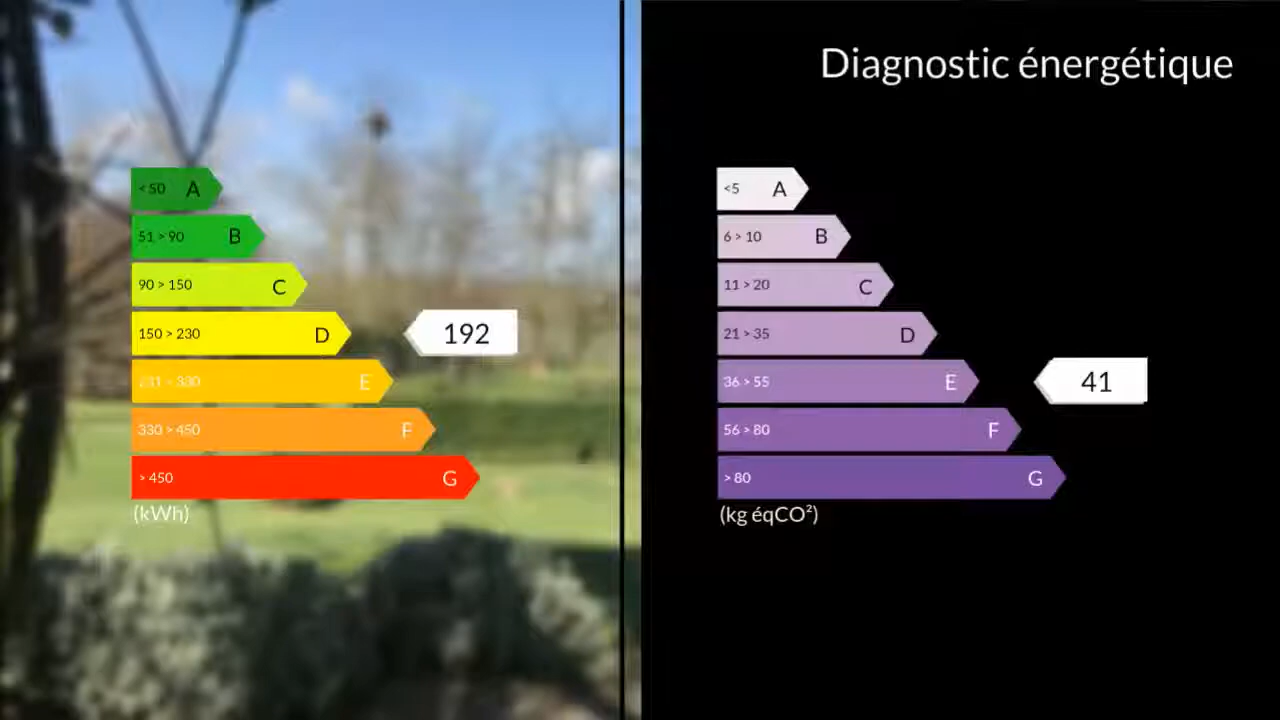 Diagnostic énergétique
<50 A
51 > 90 B
90 > 150 C
150 > 230 D
192
231 > 330 E
330 > 450 F
> 450 G
(kWh)
<5 A
6 > 10 B
11 > 20 C
21 > 35 D
36 > 55 E
41
56 > 80 F
> 80 G
(kg éqCO²)